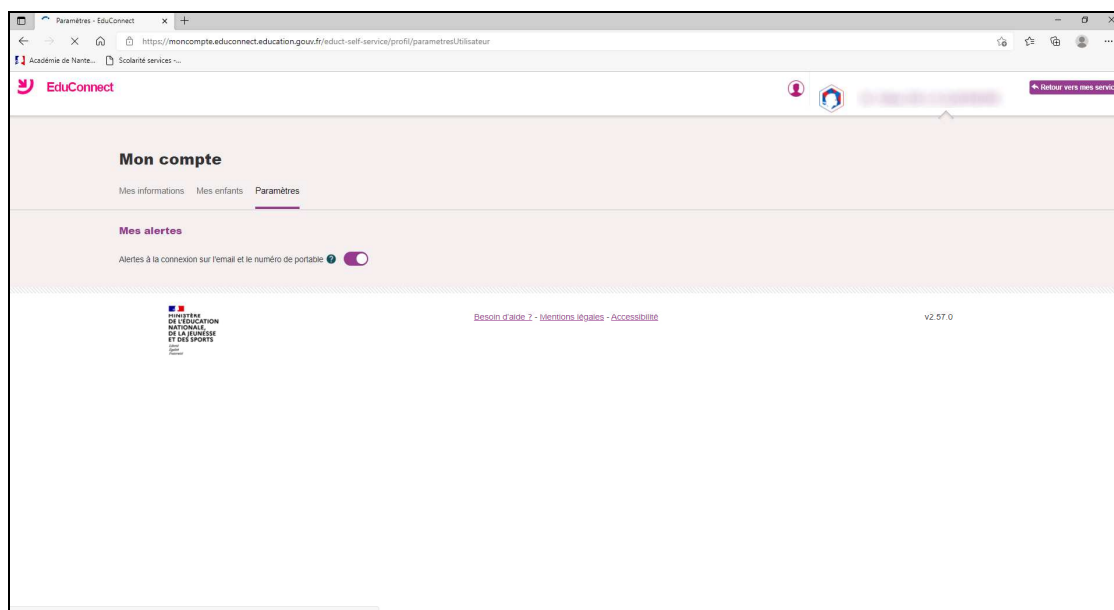 Paramètres - EduConnect
https://moncompte.educonnect.education.gouv.fr/educt-self-service/profil/parametresUtilisateur
Académie de Nante... Scolarité services -...
EduConnect
Retour vers mes servic
Mon compte
Mes informations Mes enfants Paramètres
Mes alertes
Alertes à la connexion sur l'email et le numéro de portable ?
MINISTÈRE
DE L'ÉDUCATION
NATIONALE,
DE LA JEUNESSE
ET DES SPORTS
Liberté
Égalité
Fraternité
Besoin d'aide ? - Mentions légales - Accessibilité
v2.57.0